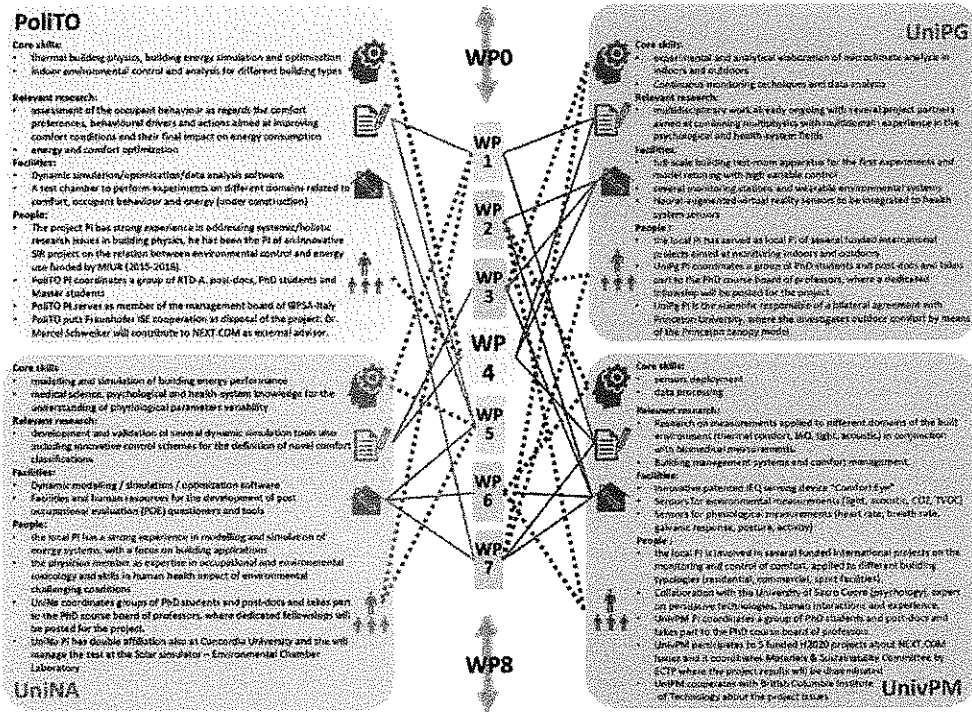 PoliTO
Core skills:
• thermal building physics, building energy simulation and optimization
• indoor environmental control and analysis for different building types
Relevant research:
• assessment of the occupant behaviour as regards the comfort
preferences, behavioural drivers and actions aimed at improving
comfort conditions and their final impact on energy consumption
• energy and comfort optimization
Facilities:
• Dynamic simulation/optimisation/data analysis software
• A test chamber to perform experiments on different domains related to
comfort, occupant behaviour and energy (under construction)
People:
• The project PI has strong experience in addressing systemic/holistic
research issues in building physics, he has been the PI of an innovative
SIR project on the relation between environmental control and energy
use funded by MIUR (2015-2018).
• PoliTO PI coordinates a group of RTD-A, post-docs, PhD students and
Master students
• PoliTO PI serves as member of the management board of IBPSA-Italy
• PoliTO puts Fraunhofer ISE cooperation as disposal of the project; Dr
Marcel Schweiker will contribute to NEXT.COM as external advisor.
WP0
WP
1
WP
2
WP
WP
4
WP
5
WP
6
WP
7
WP8
UniPG
Core skills:
• experimental and analytical elaboration of microclimate analysis in
indoors and outdoors
• Continuous monitoring techniques and data analysis
Relevant research:
• multidisciplinary work already ongoing with several project partners
aimed at combining multiphysics with multidomain experience in the
psychological and health-system fields
Facilities:
• full scale building test-room apparatus for the first experiments and
model retuning with high variable control
• several monitoring stations and wearable environmental systems
• Neural-augmented virtual reality sensors to be integrated to health
system sensors
People:
• the local PI has served as local PI of several funded international
projects aimed at monitoring indoors and outdoors
• UniPg PI coordinates a group of PhD students and post-docs and takes
part to the PhD course board of professors, where a dedicated
fellowship will be posted for the project
• UniPg PI is the scientific responsible of a bilateral agreement with
Princeton University, where she investigates outdoor comfort by means
of the Princeton canopy model
Core skills
• modelling and simulation of building energy performance
• medical science, psychological and health-system knowledge for the
understanding of physiological parameters variability
Relevant research:
• development and validation of several dynamic simulation tools also
including innovative control schemes for the definition of novel comfort
classifications
Facilities:
• Dynamic modelling / simulation / optimization software
• Facilities and human resources for the development of post
occupational evaluation (POE) questioners and tools
People:
• the local PI has a strong experience in modelling and simulation of
energy systems, with a focus on building applications
• the physician member as expertise in occupational and environmental
toxicology and skills in human health impact of environmental
challenging conditions
• UniNa coordinates groups of PhD students and post-docs and takes part
to the PhD course board of professors, where dedicated fellowships will
be posted for the project
• UniNa PI has double affiliation also at Concordia University and she will
manage the test at the Solar simulator – Environmental Chamber
Laboratory
UniNA
Core skills:
• sensors deployment
• data processing
Relevant research:
• Research on measurements applied to different domains of the built
environment (thermal comfort, IAQ, light, acoustic) in conjunction
with biomedical measurements.
• Building management systems and comfort management
Facilities:
• Innovative patented IEQ sensing device "Comfort Eye"
• Sensors for environmental measurements (light, acoustic, CO2, TVOC)
• Sensors for physiological measurements (heart rate, breath rate,
galvanic response, posture, activity)
People:
• the local PI is involved in several funded international projects on the
monitoring and control of comfort, applied to different building
typologies (residential, commercial, sport facilities)
• Collaboration with the University of Sacro Cuore (psychology), expert
on persuasive technologies, human interactions and experience.
• UnivPM PI coordinates a group of PhD students and post-docs and
takes part to the PhD course board of professors
• UnivPM participates to 5 funded H2020 projects about NEXT.COM
issues and it coordinates Materials & Sustainability Committee by
ECTP where the project results will be disseminated
• UnivPM cooperates with British Columbia Institute
of Technology about the project issues
UnivPM